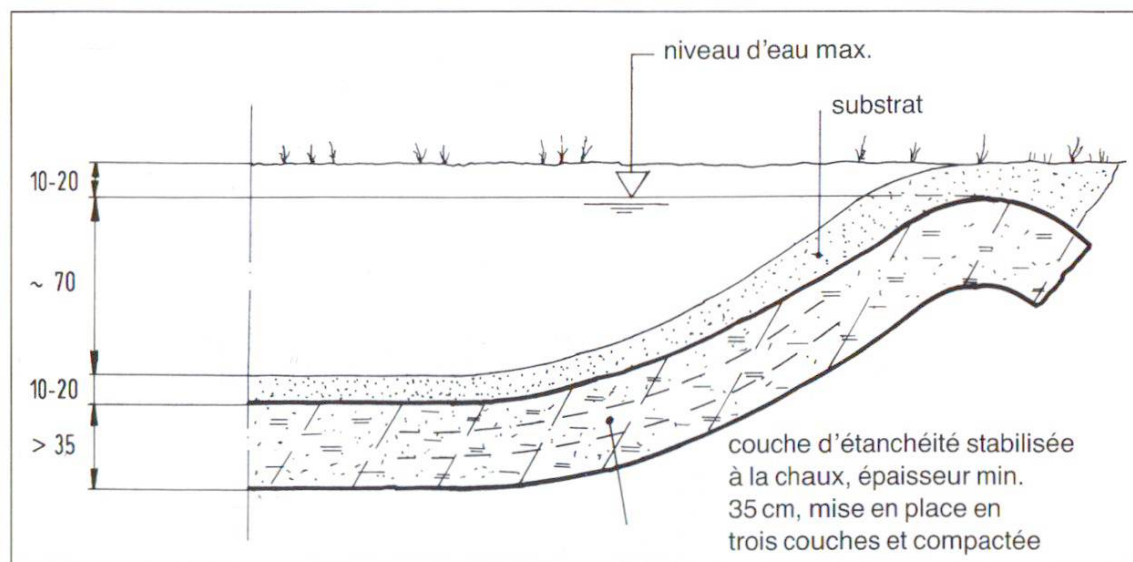 niveau d'eau max.
substrat
10-20
~ 70
10-20
> 35
couche d'étanchéité stabilisée
à la chaux, épaisseur min.
35 cm, mise en place en
trois couches et compactée